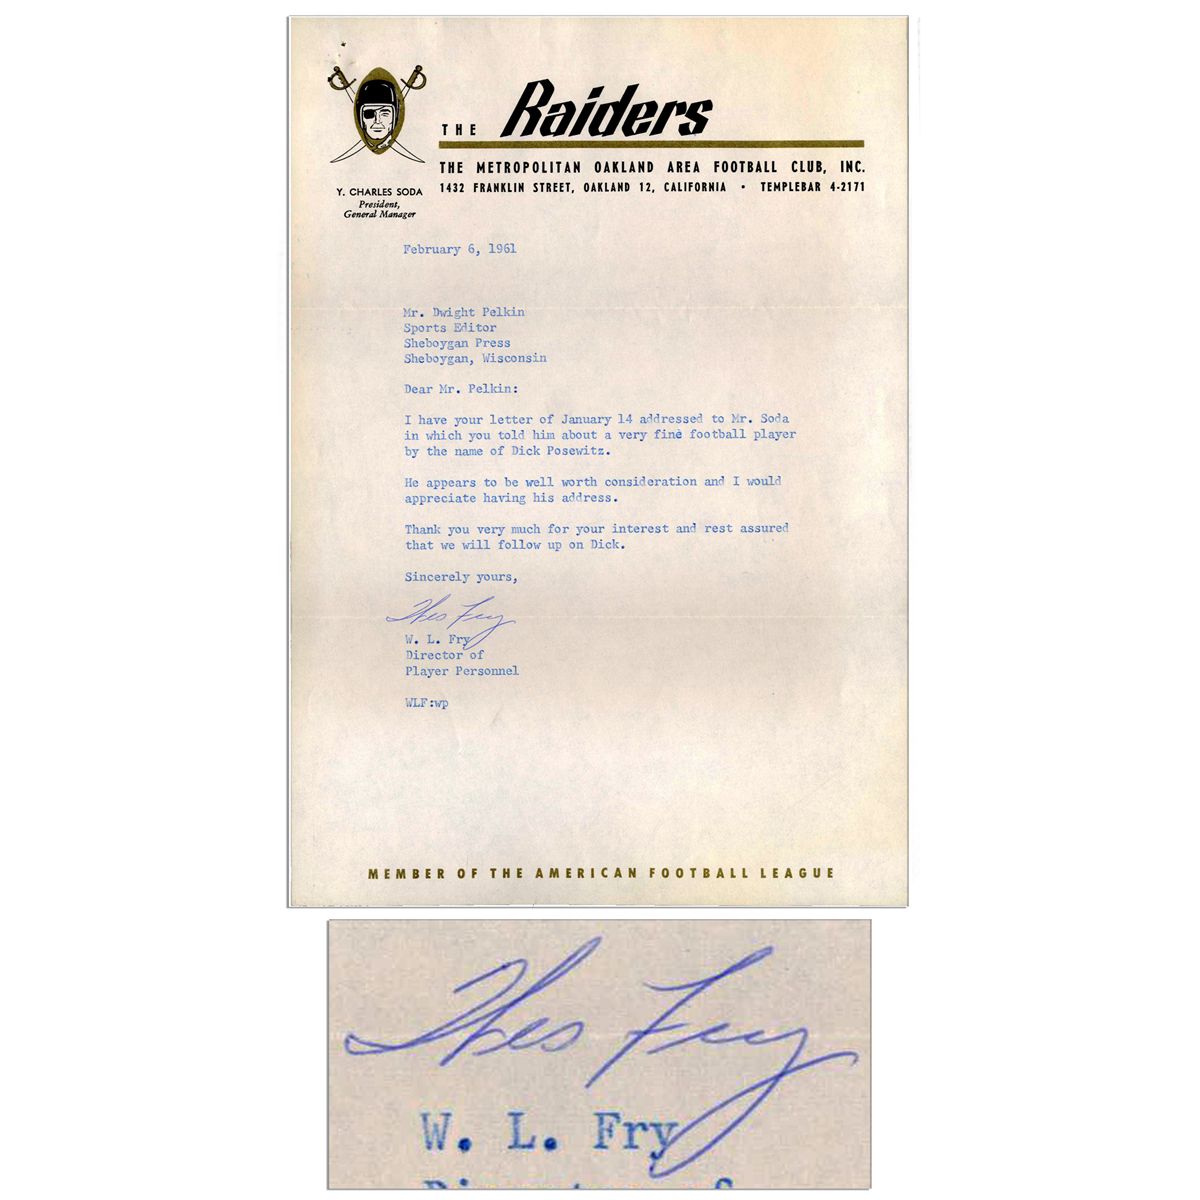 THE Raiders
THE METROPOLITAN OAKLAND AREA FOOTBALL CLUB, INC.
1432 FRANKLIN STREET, OAKLAND 12, CALIFORNIA • TEMPLEBAR 4-2171
Y. CHARLES SODA
President,
General Manager
February 6, 1961
Mr. Dwight Pelkin
Sports Editor
Sheboygan Press
Sheboygan, Wisconsin
Dear Mr. Pelkin:
I have your letter of January 14 addressed to Mr. Soda
in which you told him about a very fine football player
by the name of Dick Posewitz.
He appears to be well worth consideration and I would
appreciate having his address.
Thank you very much for your interest and rest assured
that we will follow up on Dick.
Sincerely yours,
Wes Fry
W. L. Fry
Director of
Player Personnel
WLF:wp
MEMBER OF THE AMERICAN FOOTBALL LEAGUE
Wes Fry
W. L. Fry